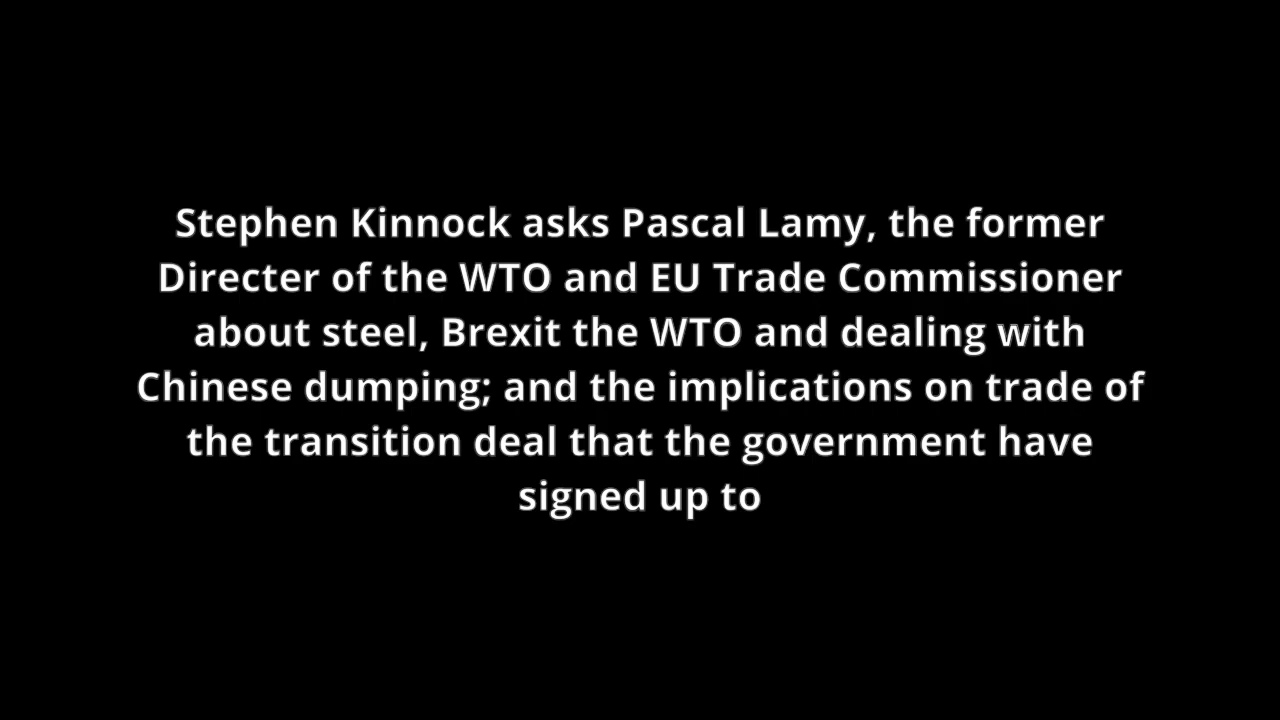 Stephen Kinnock asks Pascal Lamy, the former
Directer of the WTO and EU Trade Commissioner
about steel, Brexit the WTO and dealing with
Chinese dumping; and the implications on trade of
the transition deal that the government have
signed up to